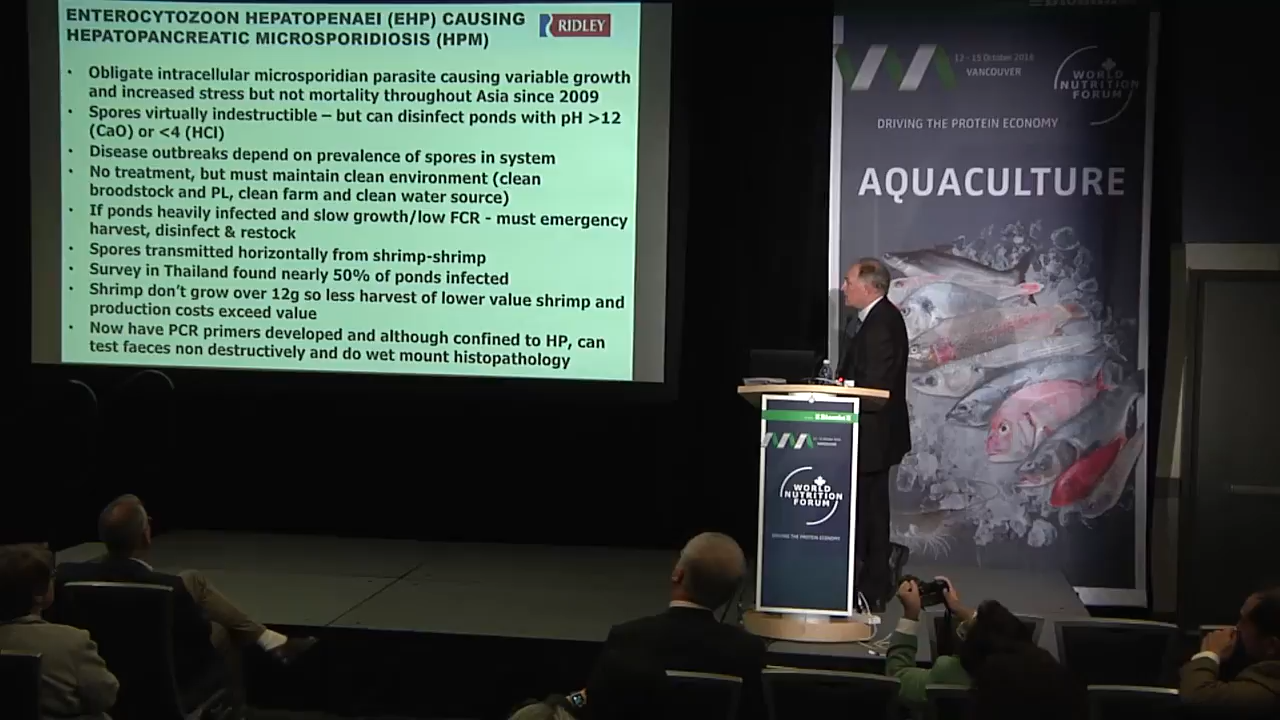 ENTEROCYTOZOON HEPATOPENAEI (EHP) CAUSING
HEPATOPANCREATIC MICROSPORIDIOSIS (HPM)
RIDLEY
• Obligate intracellular microsporidian parasite causing variable growth
and increased stress but not mortality throughout Asia since 2009
• Spores virtually indestructible – but can disinfect ponds with pH >12
(CaO) or <4 (HCl)
• Disease outbreaks depend on prevalence of spores in system
• No treatment, but must maintain clean environment (clean
broodstock and PL, clean farm and clean water source)
• If ponds heavily infected and slow growth/low FCR - must emergency
harvest, disinfect & restock
• Spores transmitted horizontally from shrimp-shrimp
• Survey in Thailand found nearly 50% of ponds infected
• Shrimp don't grow over 12g so less harvest of lower value shrimp and
production costs exceed value
• Now have PCR primers developed and although confined to HP, can
test faeces non destructively and do wet mount histopathology
12 - 15 October 2016
VANCOUVER
WORLD
NUTRITION
FORUM
DRIVING THE PROTEIN ECONOMY
AQUACULTURE
VANCOUVER
WORLD
NUTRITION
FORUM
DRIVING THE PROTEIN ECONOMY